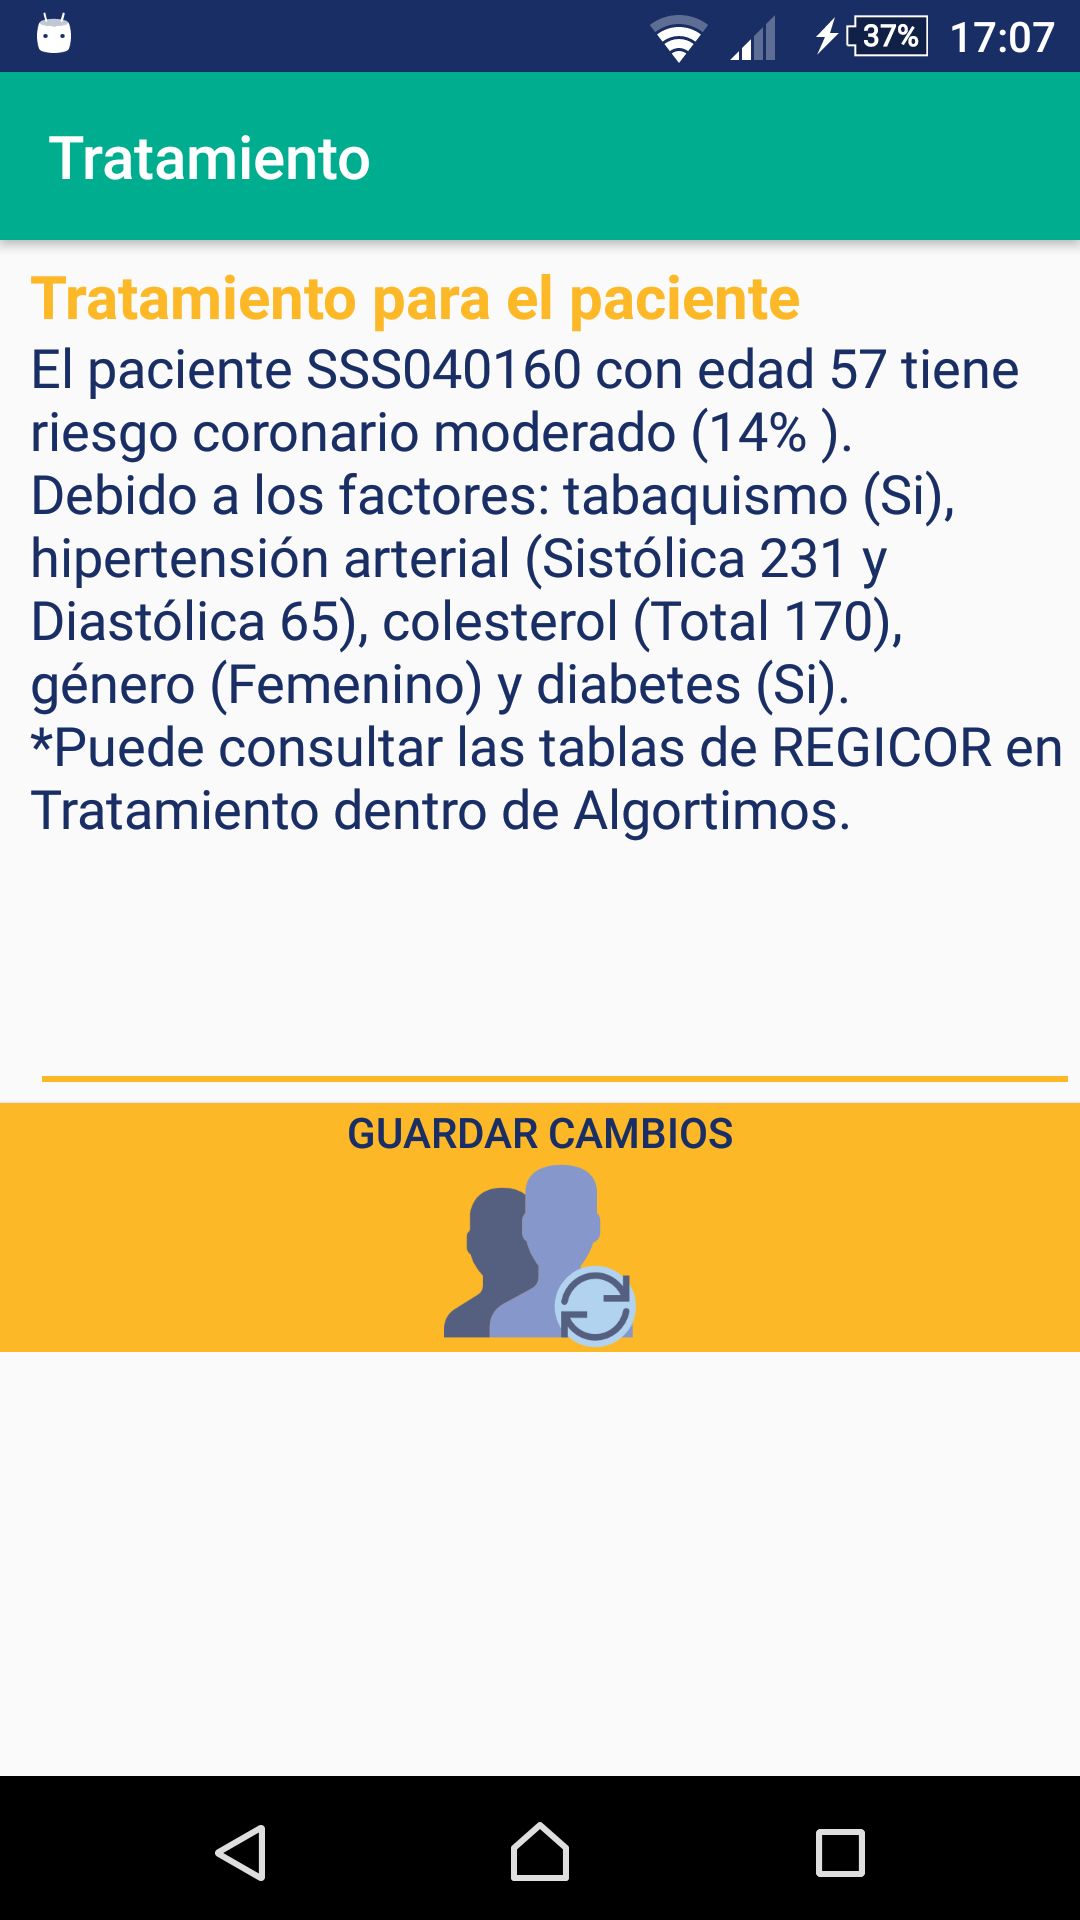 37% 17:07
Tratamiento
Tratamiento para el paciente
El paciente SSS040160 con edad 57 tiene
riesgo coronario moderado (14% ).
Debido a los factores: tabaquismo (Si),
hipertensión arterial (Sistólica 231 y
Diastólica 65), colesterol (Total 170),
género (Femenino) y diabetes (Si).
*Puede consultar las tablas de REGICOR en
Tratamiento dentro de Algortimos.
GUARDAR CAMBIOS